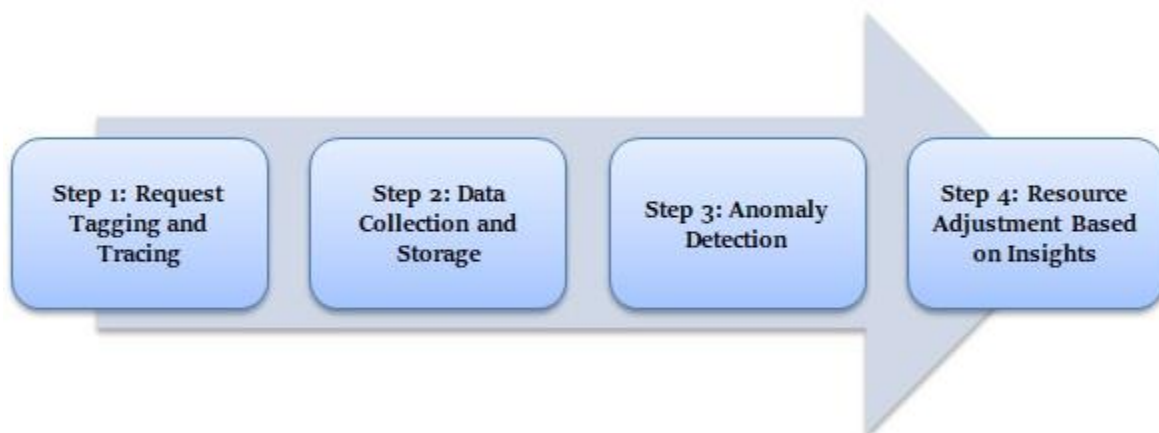 Step 1: Request
Tagging and
Tracing
Step 2: Data
Collection and
Storage
Step 3: Anomaly
Detection
Step 4: Resource
Adjustment Based
on Insights